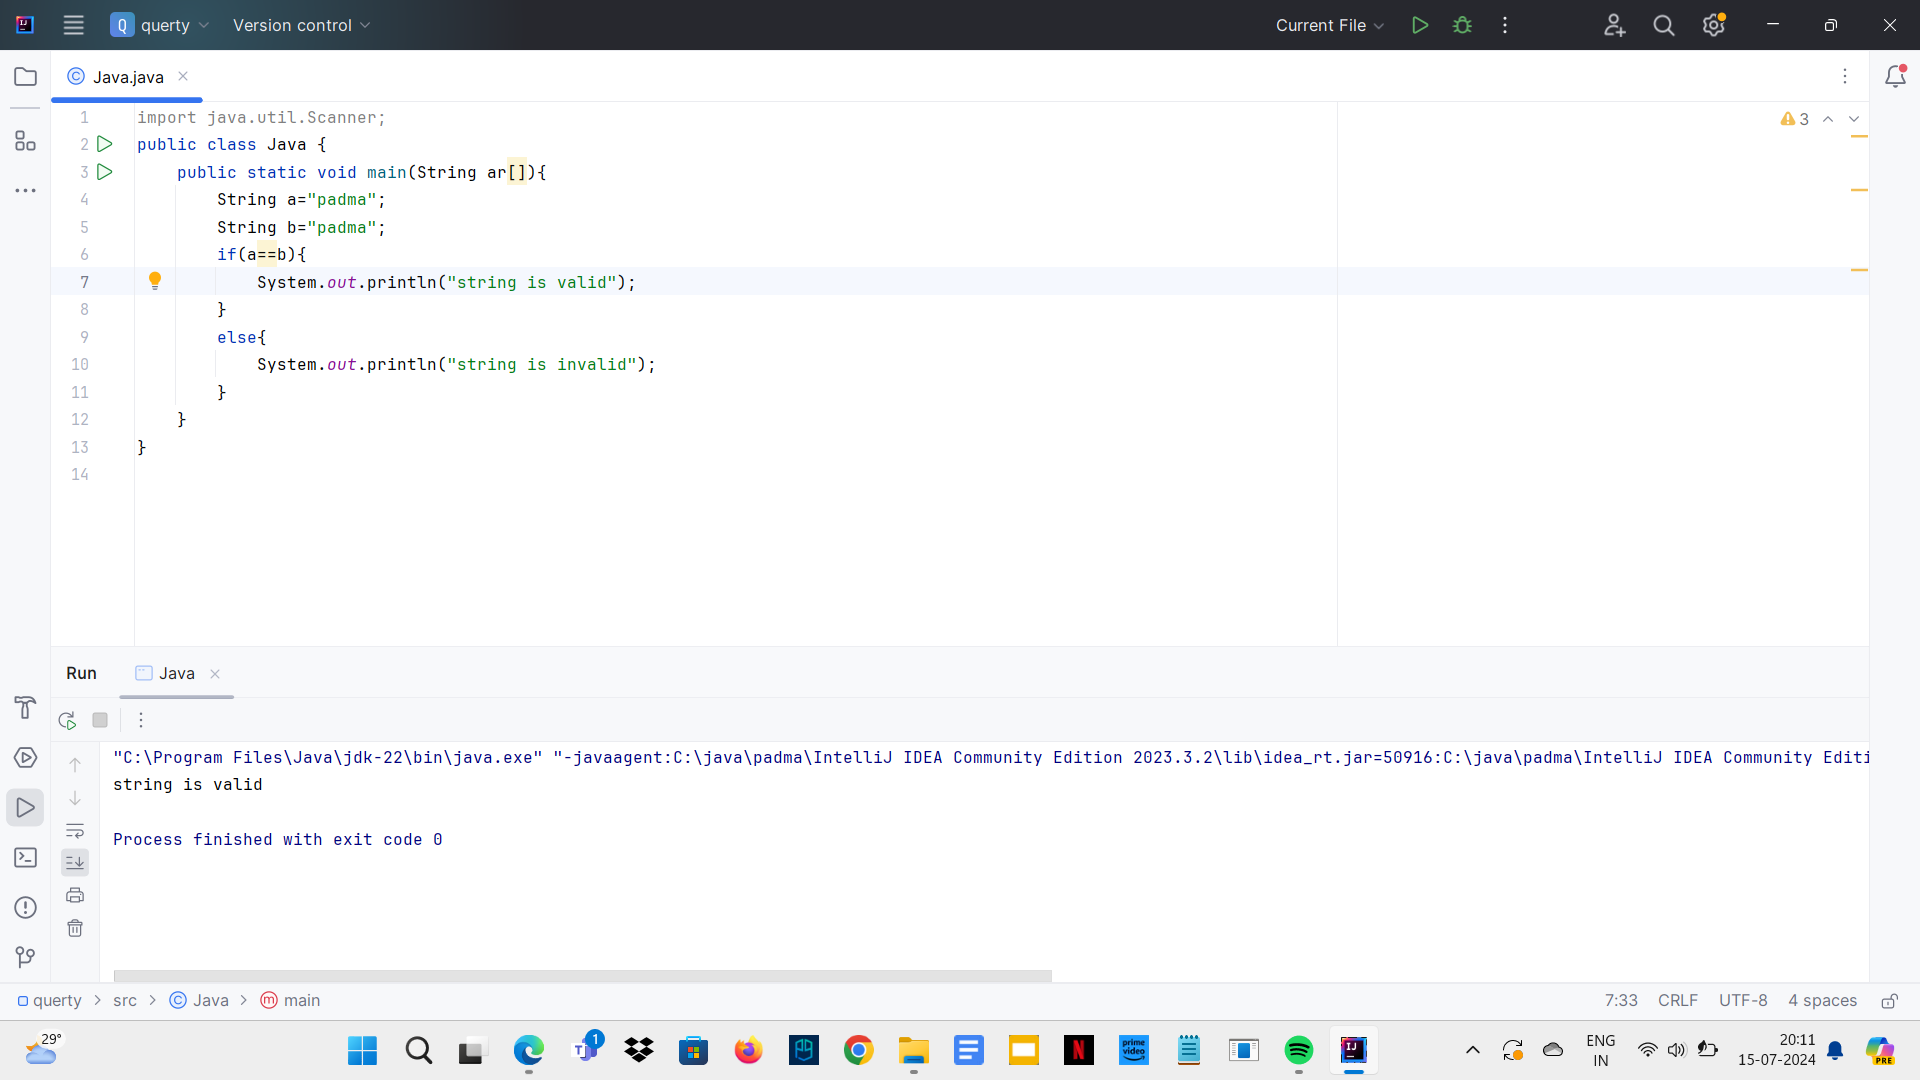 Q querty Version control Current File
Java.java
3
1 import java.util.Scanner;
2 public class Java {
3 public static void main(String ar[]){
4 String a="padma";
5 String b="padma";
6 if(a==b){
7 System.out.println("string is valid");
8 }
9 else{
10 System.out.println("string is invalid");
11 }
12 }
13 }
14
Run Java
"C:\Program Files\Java\jdk-22\bin\java.exe" "-javaagent:C:\java\padma\IntelliJ IDEA Community Edition 2023.3.2\lib\idea_rt.jar=50916:C:\java\padma\IntelliJ IDEA Community Editi
string is valid
Process finished with exit code 0
querty > src > Java > main 7:33 CRLF UTF-8 4 spaces
29°
1
prime video
ENG
IN
20:11
15-07-2024
PRE